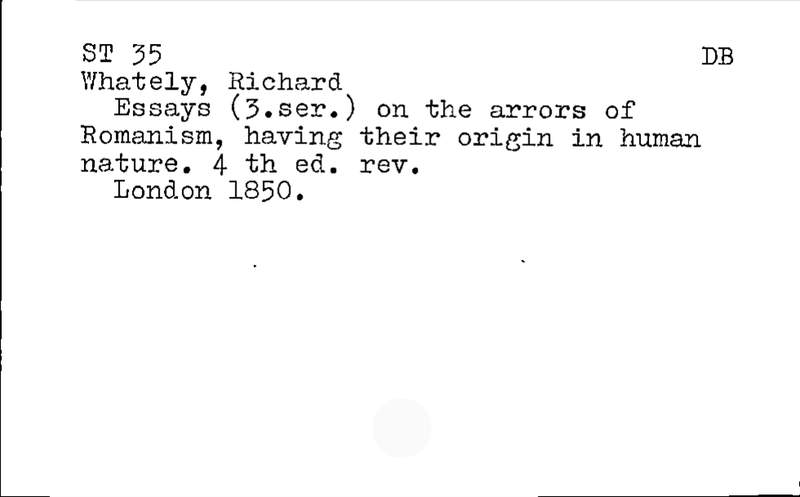 ST 35 DB
Whately, Richard
Essays (3.ser.) on the arrors of
Romanism, having their origin in human
nature. 4 th ed. rev.
London 1850.